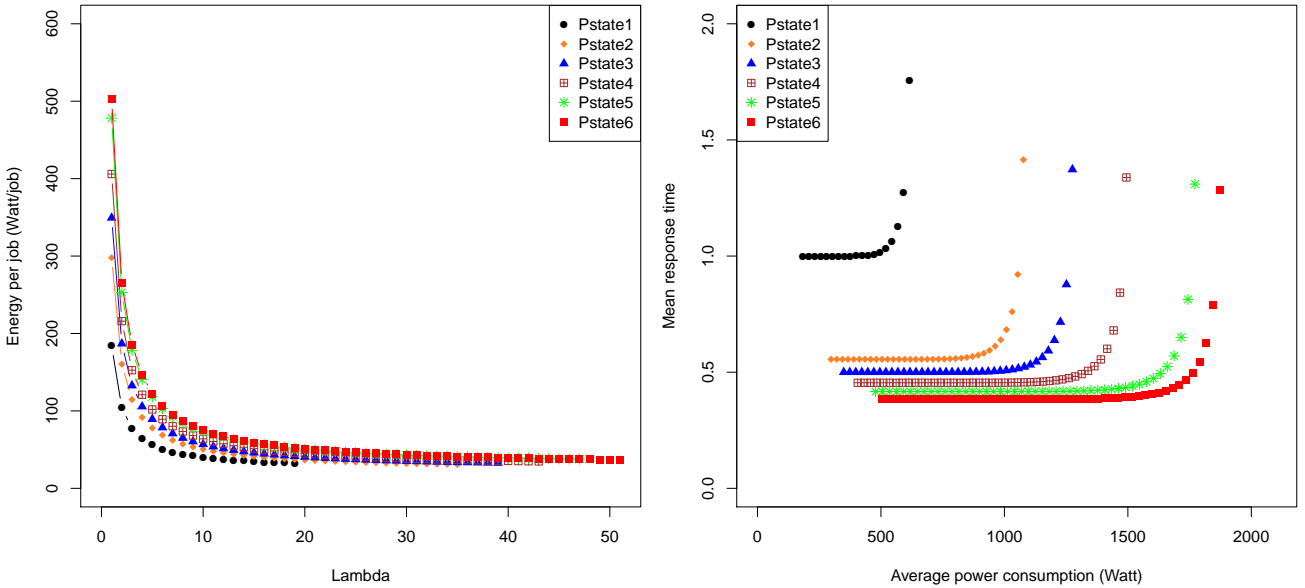 Energy per job (Watt/job)
600
500
400
300
200
100
0
Pstate1
Pstate2
Pstate3
Pstate4
Pstate5
Pstate6
0 10 20 30 40 50
Lambda
Mean response time
2.0
1.5
1.0
0.5
0.0
Pstate1
Pstate2
Pstate3
Pstate4
Pstate5
Pstate6
0 500 1000 1500 2000
Average power consumption (Watt)